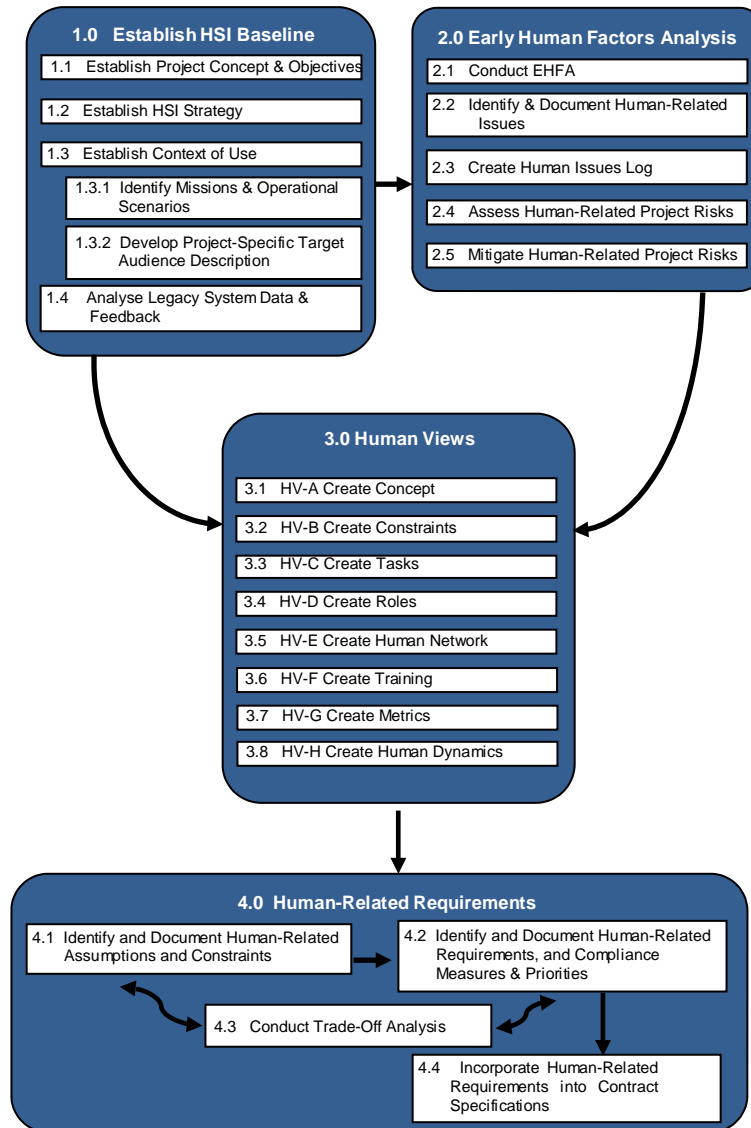 1.0 Establish HSI Baseline
1.1 Establish Project Concept & Objectives
1.2 Establish HSI Strategy
1.3 Establish Context of Use
1.3.1 Identify Missions & Operational
Scenarios
1.3.2 Develop Project-Specific Target
Audience Description
1.4 Analyse Legacy System Data &
Feedback
2.0 Early Human Factors Analysis
2.1 Conduct EHFA
2.2 Identify & Document Human-Related
Issues
2.3 Create Human Issues Log
2.4 Assess Human-Related Project Risks
2.5 Mitigate Human-Related Project Risks
3.0 Human Views
3.1 HV-A Create Concept
3.2 HV-B Create Constraints
3.3 HV-C Create Tasks
3.4 HV-D Create Roles
3.5 HV-E Create Human Network
3.6 HV-F Create Training
3.7 HV-G Create Metrics
3.8 HV-H Create Human Dynamics
4.0 Human-Related Requirements
4.1 Identify and Document Human-Related
Assumptions and Constraints
4.2 Identify and Document Human-Related
Requirements, and Compliance
Measures & Priorities
4.3 Conduct Trade-Off Analysis
4.4 Incorporate Human-Related
Requirements into Contract
Specifications